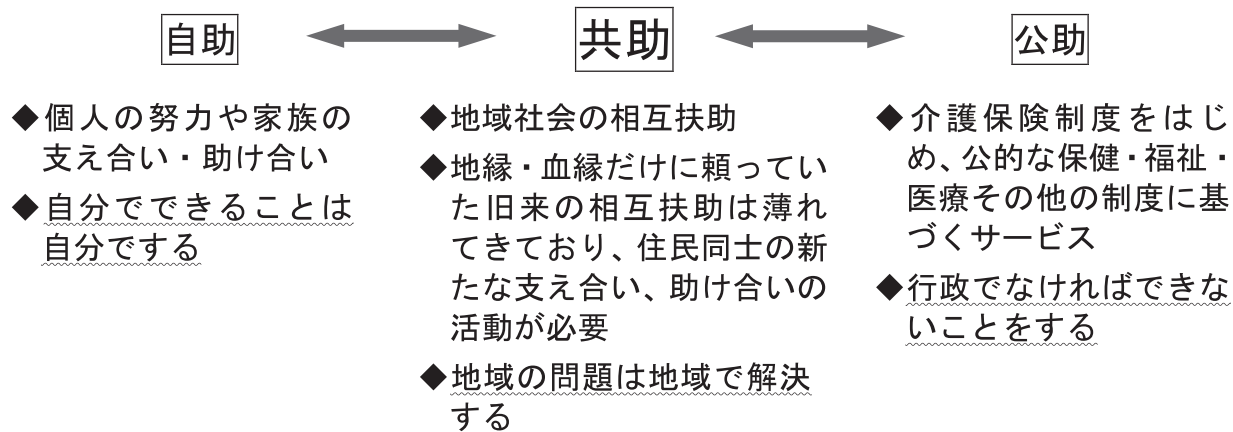 自助
◆個人の努力や家族の
支え合い・助け合い
◆自分でできることは
自分でする
共助
◆地域社会の相互扶助
◆地縁・血縁だけに頼ってい
た旧来の相互扶助は薄れ
てきており、住民同士の新
たな支え合い、助け合いの
活動が必要
◆地域の問題は地域で解決
する
公助
◆介護保険制度をはじ
め、公的な保健・福祉・
医療その他の制度に基
づくサービス
◆行政でなければできな
いことをする